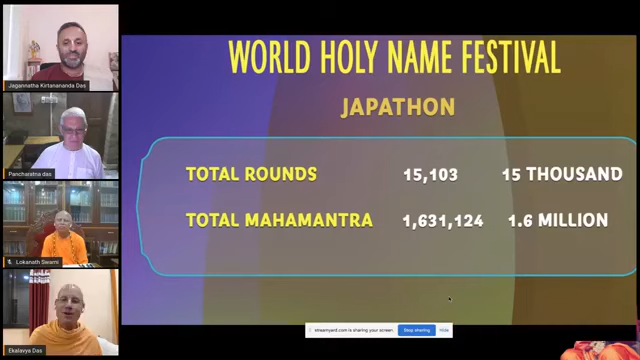 WORLD HOLY NAME FESTIVAL
JAPATHON
TOTAL ROUNDS 15,103 15 THOUSAND
TOTAL MAHAMANTRA 1,631,124 1.6 MILLION
Jagannetha Kirtanananda Das
Pancharatna das
Lokanath Swami
Ekalavya Das
streamyard.com is sharing your screen. Stop sharing Hide